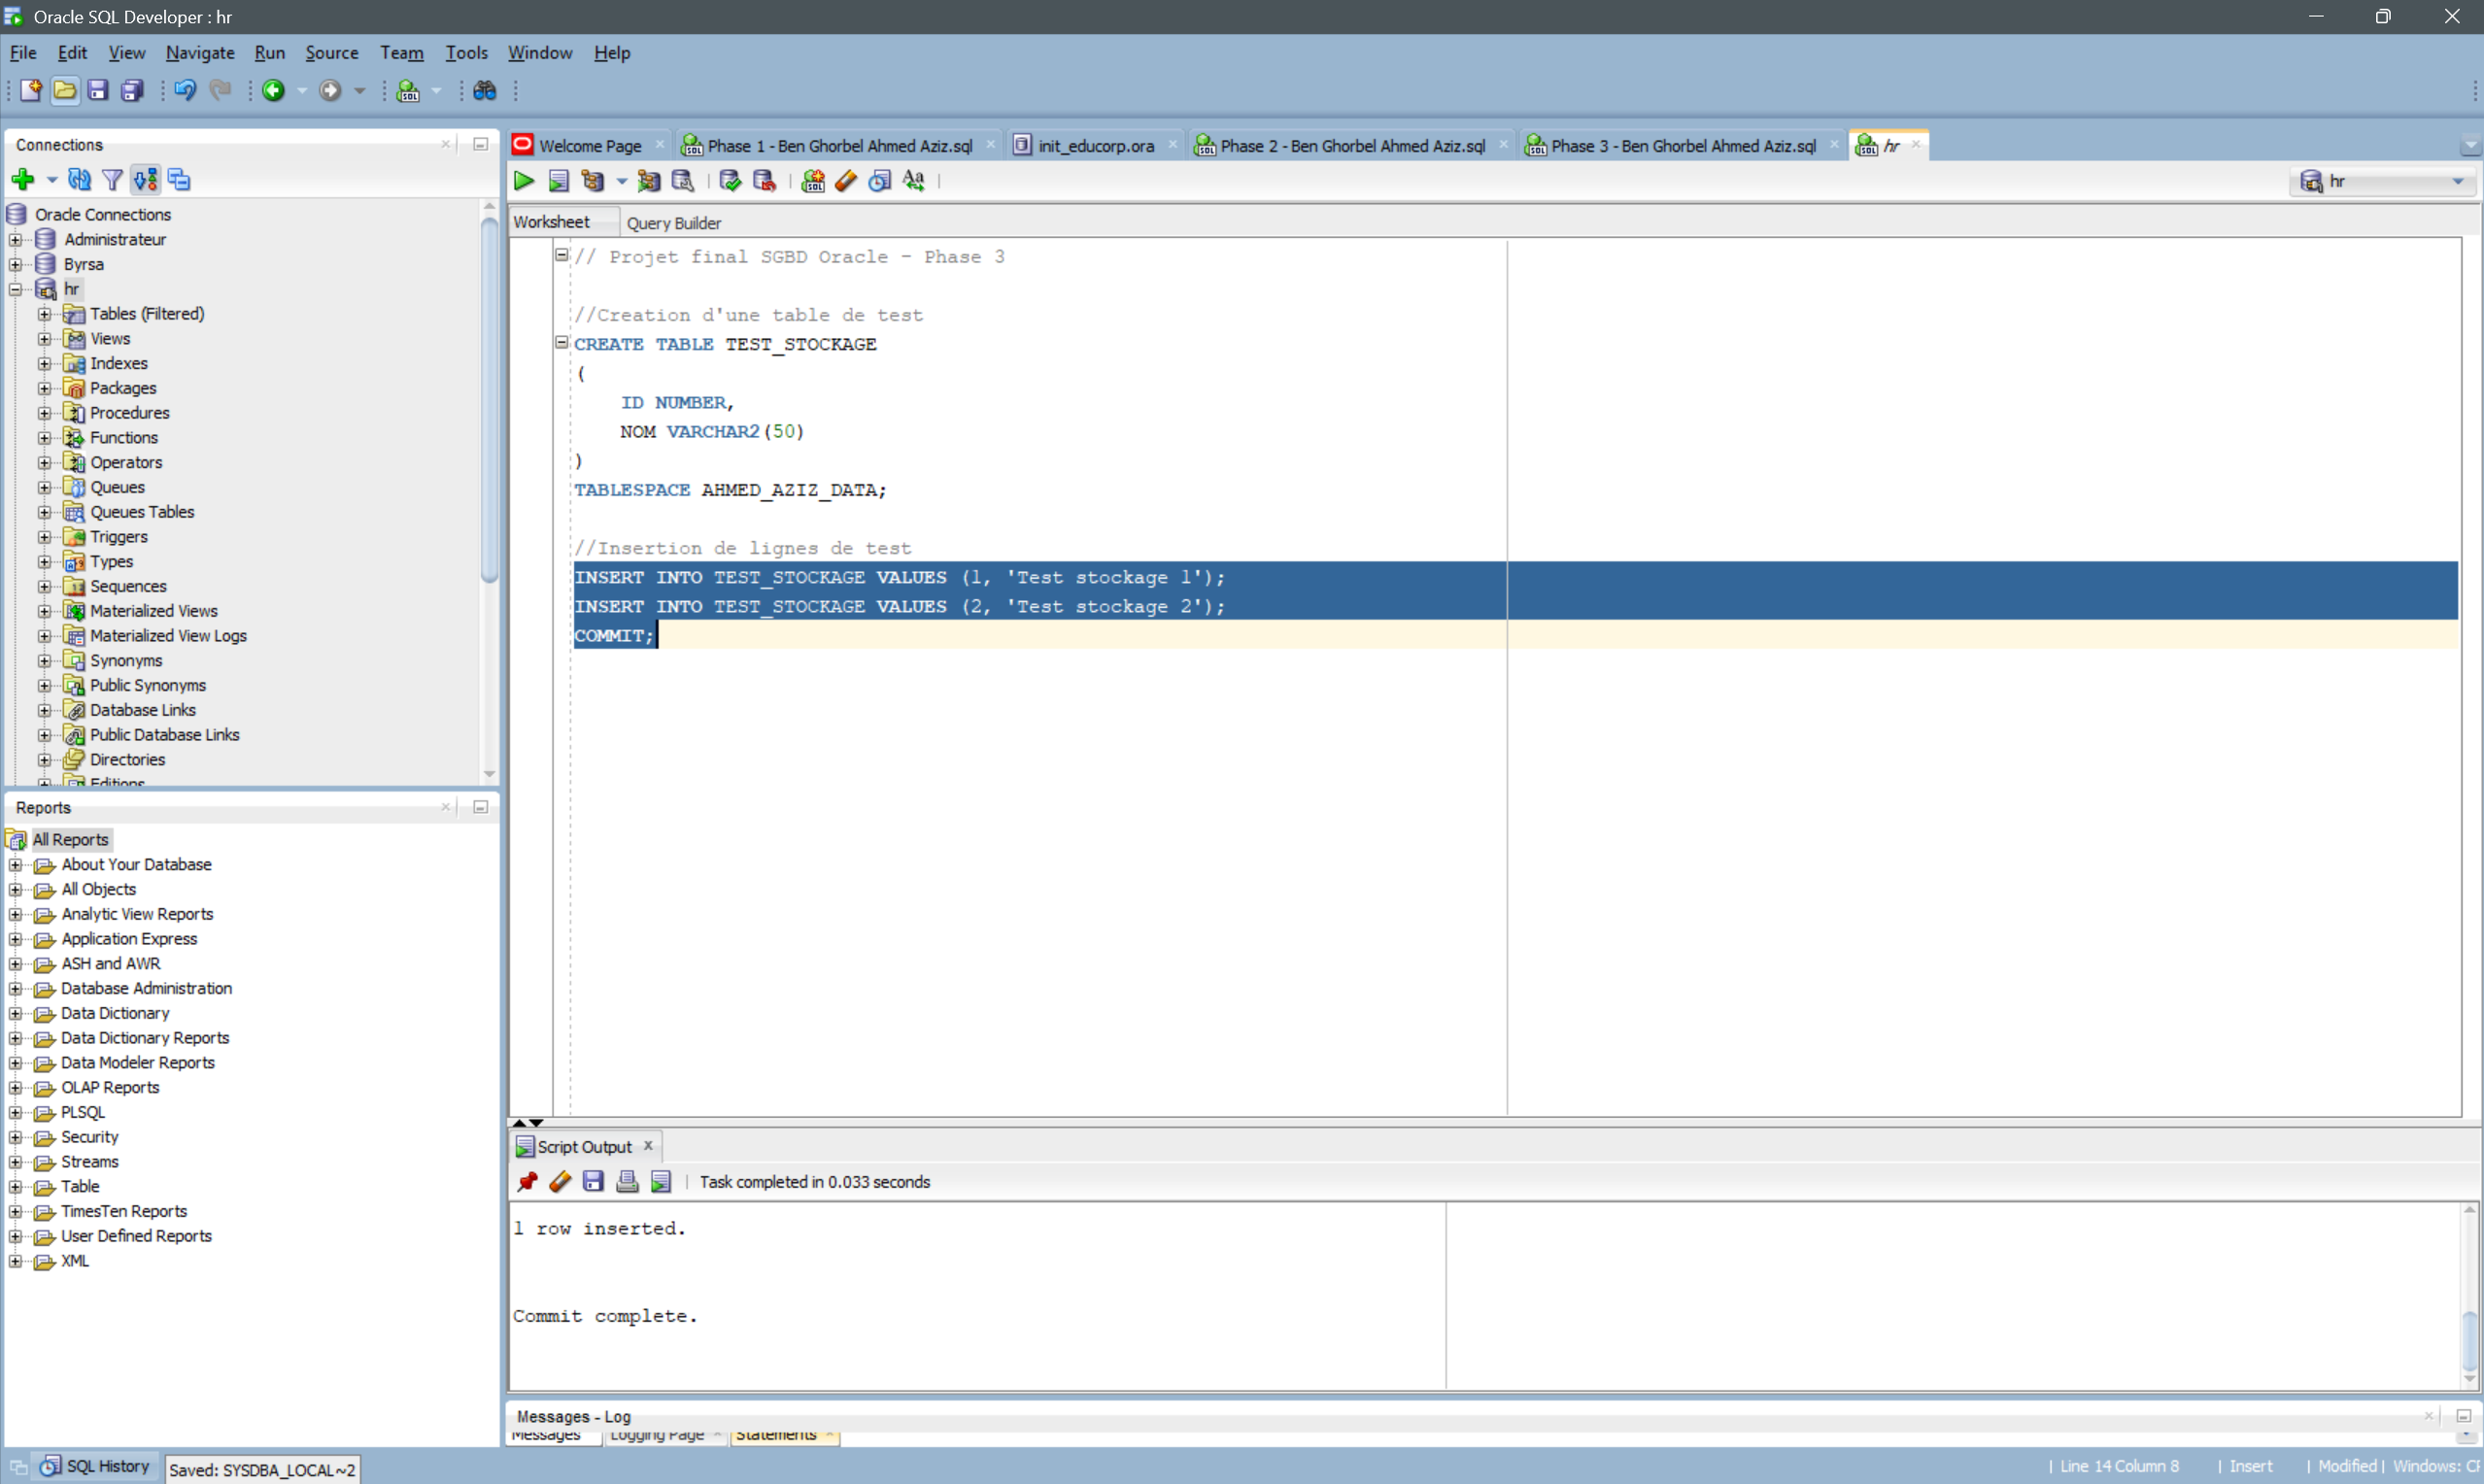 Oracle SQL Developer : hr
File Edit View Navigate Run Source Team Tools Window Help
Connections
Oracle Connections
Administrateur
Byrsa
hr
Tables (Filtered)
Views
Indexes
Packages
Procedures
Functions
Operators
Queues
Queues Tables
Triggers
Types
Sequences
Materialized Views
Materialized View Logs
Synonyms
Public Synonyms
Database Links
Public Database Links
Directories
Editions
Reports
All Reports
About Your Database
All Objects
Analytic View Reports
Application Express
ASH and AWR
Database Administration
Data Dictionary
Data Dictionary Reports
Data Modeler Reports
OLAP Reports
PLSQL
Security
Streams
Table
TimesTen Reports
User Defined Reports
XML
Welcome Page Phase 1 - Ben Ghorbel Ahmed Aziz.sql init_educorp.ora Phase 2 - Ben Ghorbel Ahmed Aziz.sql Phase 3 - Ben Ghorbel Ahmed Aziz.sql hr
hr
Worksheet Query Builder
// Projet final SGBD Oracle - Phase 3
//Creation d'une table de test
CREATE TABLE TEST_STOCKAGE
(
ID NUMBER,
NOM VARCHAR2(50)
)
TABLESPACE AHMED_AZIZ_DATA;
//Insertion de lignes de test
INSERT INTO TEST_STOCKAGE VALUES (1, 'Test stockage 1');
INSERT INTO TEST_STOCKAGE VALUES (2, 'Test stockage 2');
COMMIT;
Script Output
Task completed in 0.033 seconds
1 row inserted.
Commit complete.
Messages - Log
Messages Logging Page Statements
SQL History Saved: SYSDBA_LOCAL~2
| Line 14 Column 8 | Insert | Modified | Windows: